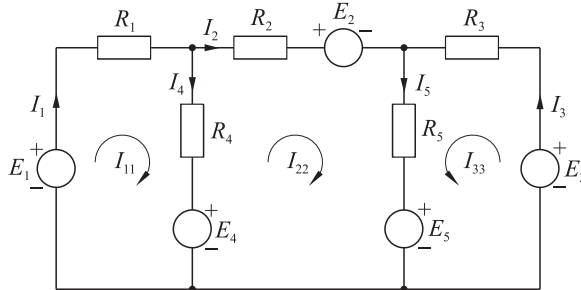 R₁
I₂
R₂
E₂
+ −
R₃
I₁
I₄
I₅
I₃
R₄
R₅
+
E₁
−
I₁₁
I₂₂
I₃₃
+
−
+
E₄
−
+
E₅
−